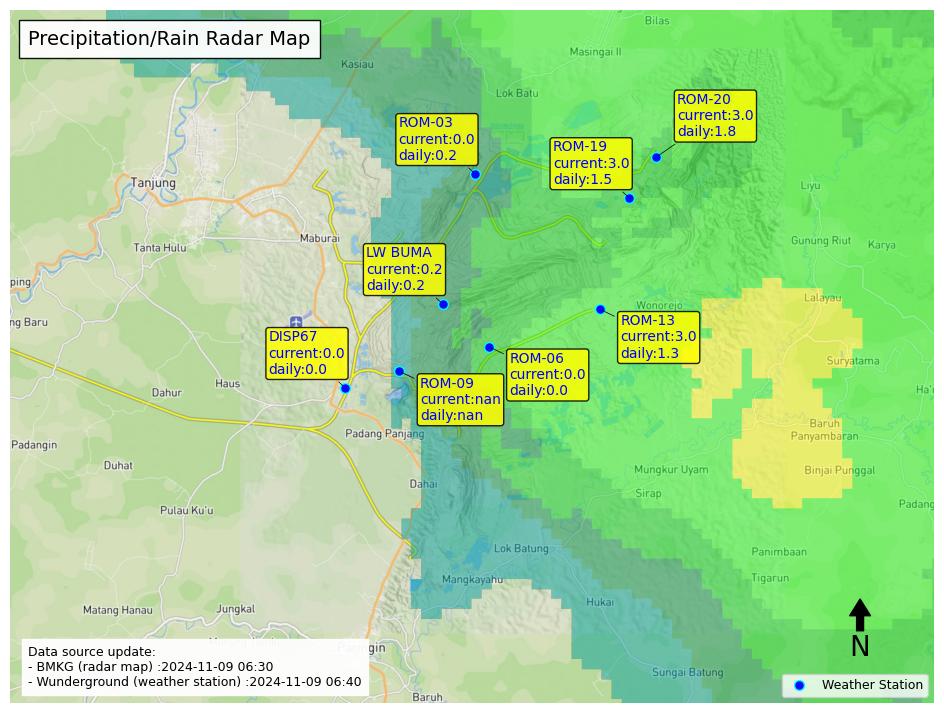 Precipitation/Rain Radar Map
Bilas
Masingai II
Kasiau
Lok Batu
ROM-20
current:3.0
daily:1.8
ROM-03
current:0.0
daily:0.2
ROM-19
current:3.0
daily:1.5
Tanjung
Liyu
Maburai
Tanta Hulu
Gunung Riut
Karya
LW BUMA
current:0.2
daily:0.2
ping
Wonorejo
Lalayau
ng Baru
ROM-13
current:3.0
daily:1.3
DISP67
current:0.0
daily:0.0
ROM-06
current:0.0
daily:0.0
Suryatama
Haus
ROM-09
current:nan
daily:nan
Dahur
Baruh
Panyambaran
Padang Panjang
Padangin
Duhat
Mungkur Uyam
Binjai Punggal
Dahai
Sirap
Padang
Pulau Ku'u
Lok Batung
Panimbaan
Mangkayahu
Tigarun
Hukai
Matang Hanau
Jungkal
Sungai Batung
Baruh
Data source update:
- BMKG (radar map) :2024-11-09 06:30
- Wunderground (weather station) :2024-11-09 06:40
N
Weather Station